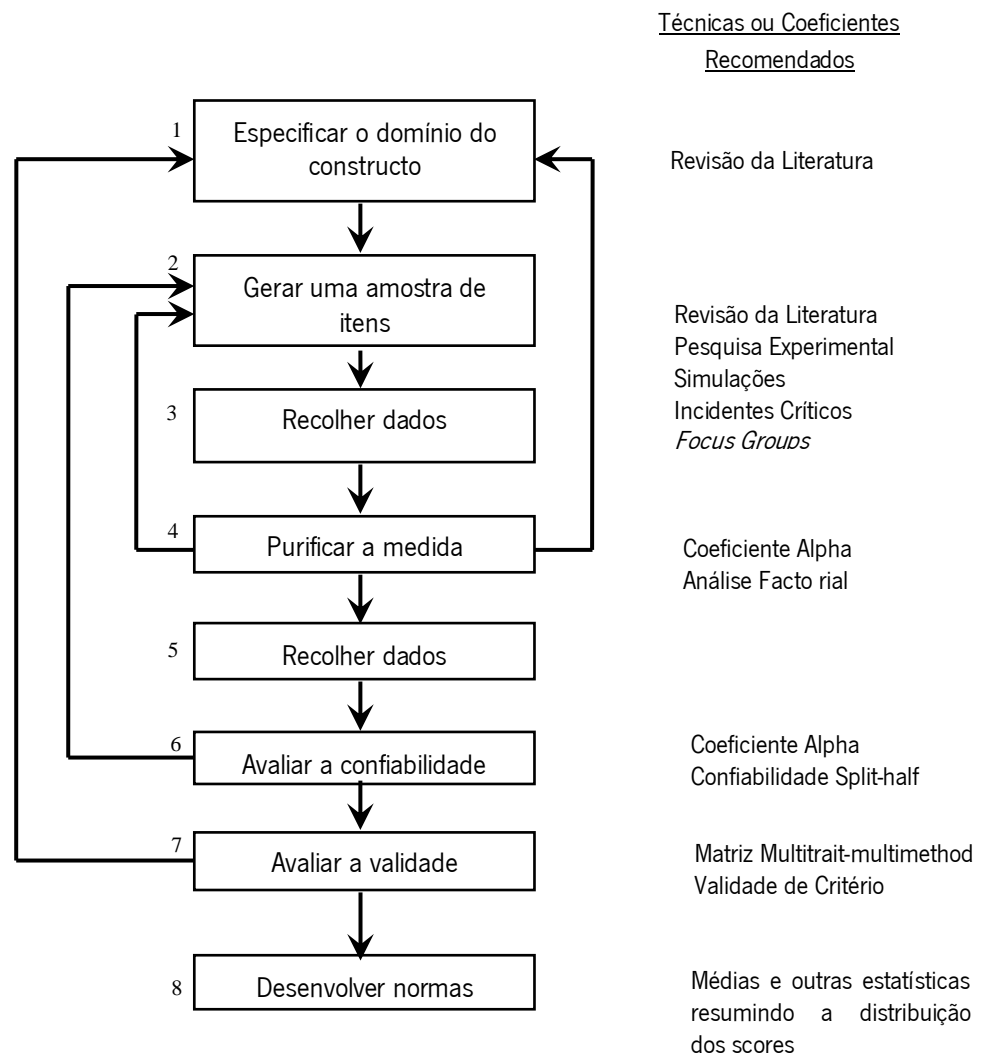 Técnicas ou Coeficientes
Recomendados
1
Especificar o domínio do
constructo
Revisão da Literatura
2
Gerar uma amostra de
itens
Revisão da Literatura
Pesquisa Experimental
Simulações
Incidentes Críticos
Focus Groups
3
Recolher dados
4
Purificar a medida
Coeficiente Alpha
Análise Facto rial
5
Recolher dados
6
Avaliar a confiabilidade
Coeficiente Alpha
Confiabilidade Split-half
7
Avaliar a validade
Matriz Multitrait-multimethod
Validade de Critério
8
Desenvolver normas
Médias e outras estatísticas
resumindo a distribuição
dos scores